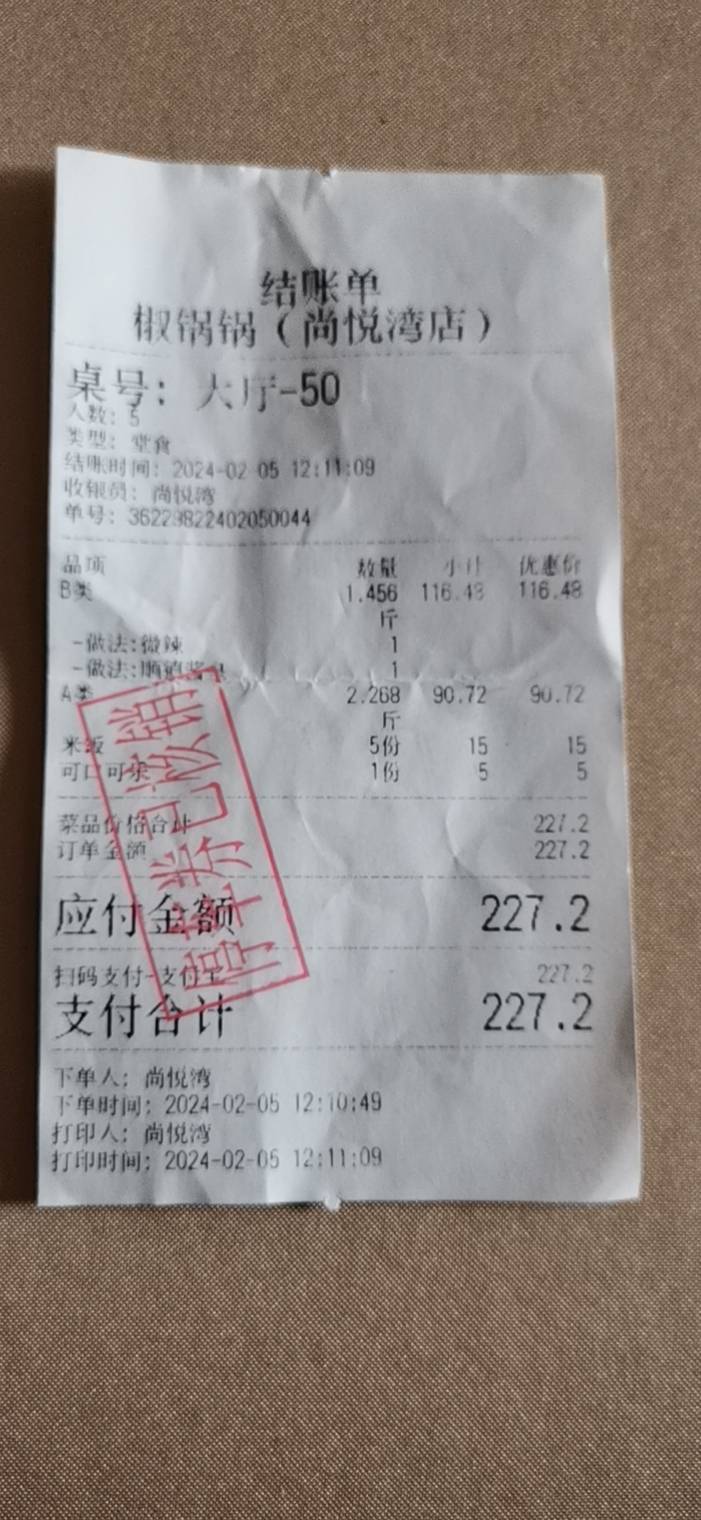 结账单
椒锅锅（尚悦湾店）
桌号: 大厅-50
人数: 5
类型: 堂食
结账时间: 2024-02-05 12:11:09
收银员: 尚悦湾
单号: 36229822402050044
品项 数量 小计 优惠价
B类 1.456 116.48 116.48
斤
-做法:微辣 1
-做法: 1
A类 2.268 90.72 90.72
斤
米饭 5份 15 15
可口可乐 1份 5 5
菜品价格合计 227.2
订单金额 227.2
应付金额 227.2
扫码支付-支付宝 227.2
支付合计 227.2
下单人: 尚悦湾
下单时间: 2024-02-05 12:10:49
打印人: 尚悦湾
打印时间: 2024-02-05 12:11:09
停车券已核销